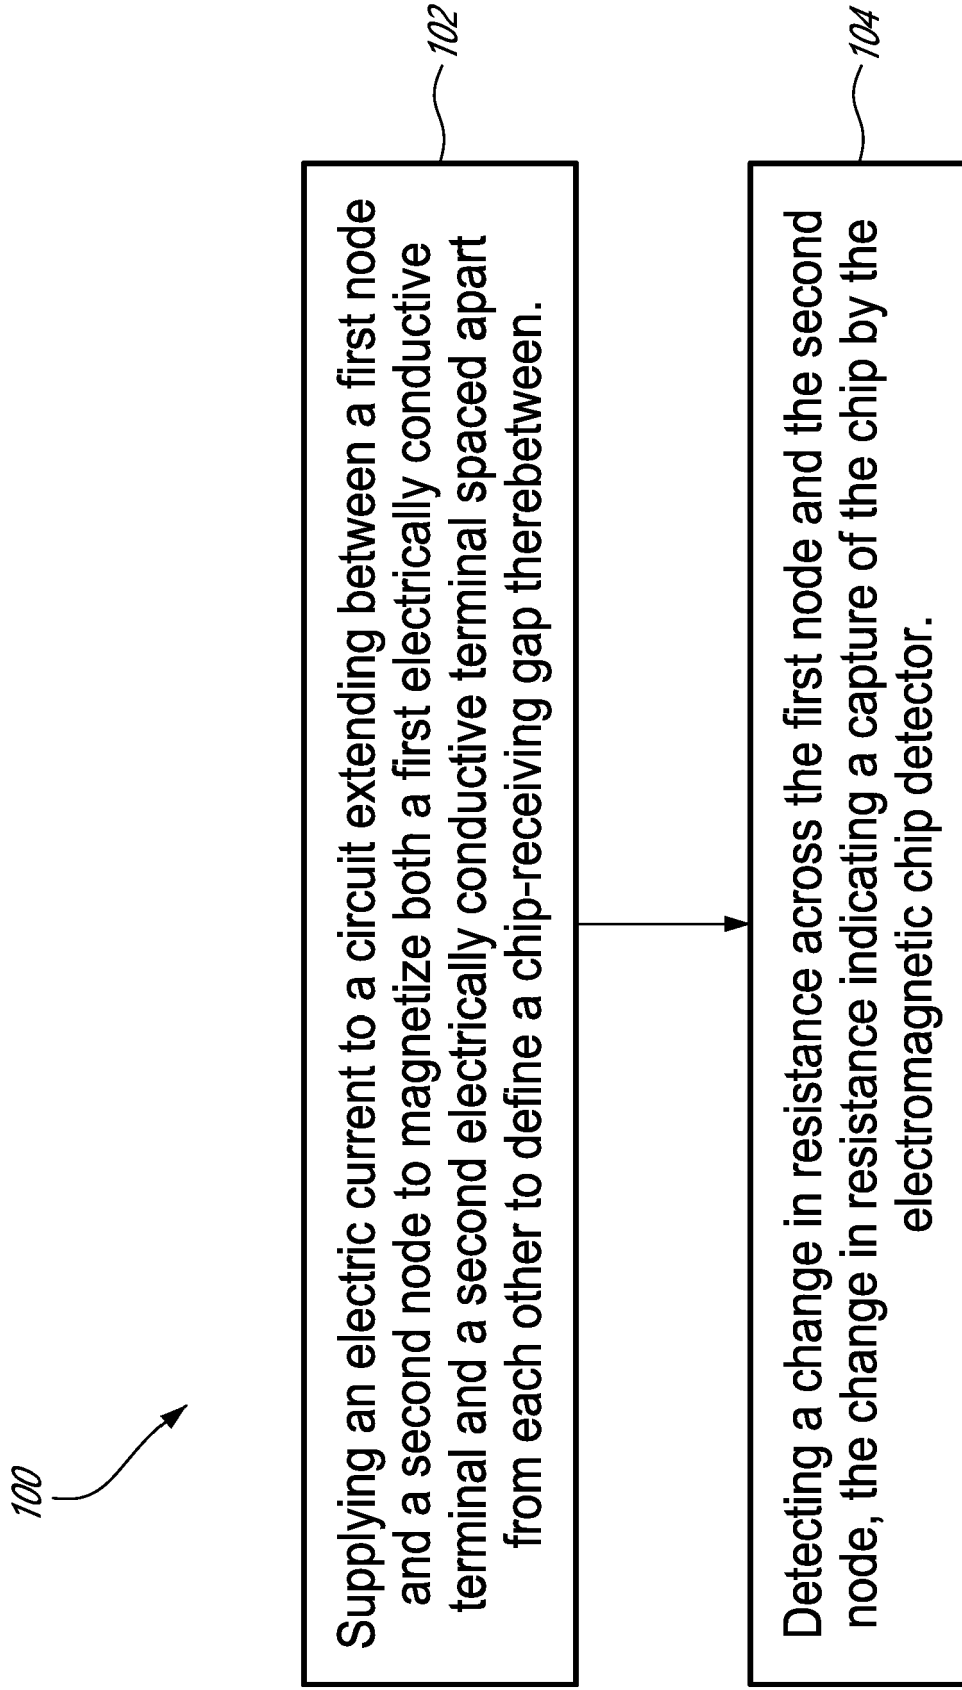 100
102
Supplying an electric current to a circuit extending between a first node
and a second node to magnetize both a first electrically conductive
terminal and a second electrically conductive terminal spaced apart
from each other to define a chip-receiving gap therebetween.
104
Detecting a change in resistance across the first node and the second
node, the change in resistance indicating a capture of the chip by the
electromagnetic chip detector.